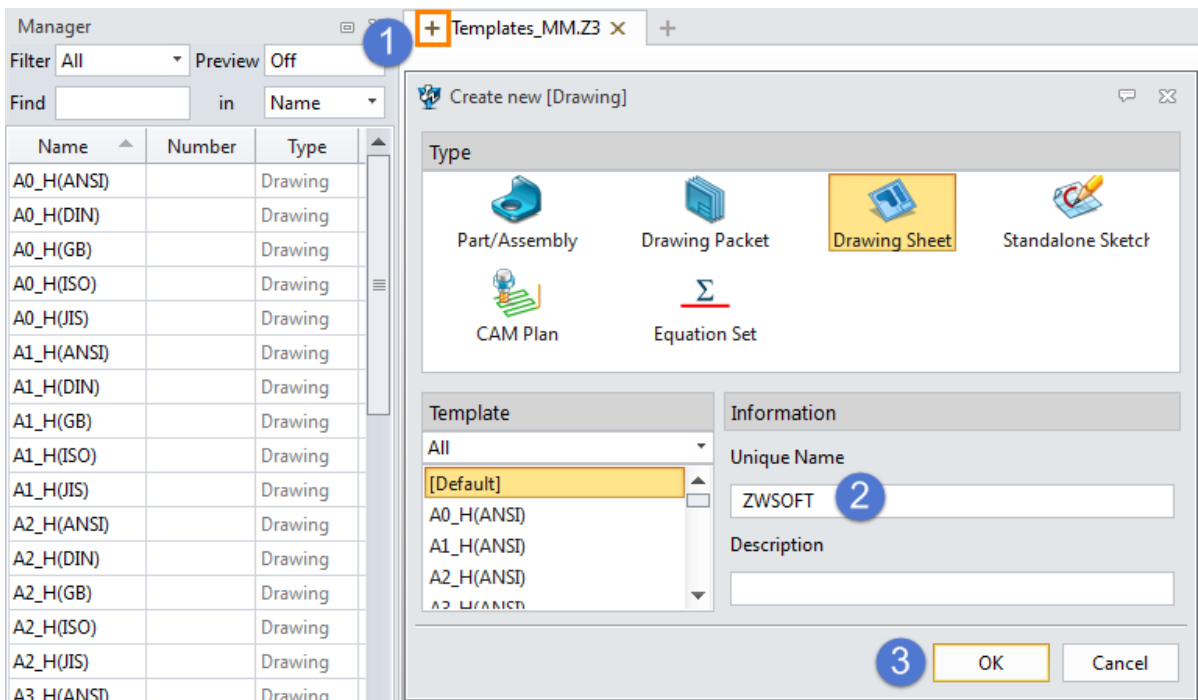 Manager
1
+ Templates_MM.Z3 × +
Filter All Preview Off
Find in Name
Name Number Type
A0_H(ANSI) Drawing
A0_H(DIN) Drawing
A0_H(GB) Drawing
A0_H(ISO) Drawing
A0_H(JIS) Drawing
A1_H(ANSI) Drawing
A1_H(DIN) Drawing
A1_H(GB) Drawing
A1_H(ISO) Drawing
A1_H(JIS) Drawing
A2_H(ANSI) Drawing
A2_H(DIN) Drawing
A2_H(GB) Drawing
A2_H(ISO) Drawing
A2_H(JIS) Drawing
A3_H(ANSI) Drawing
Create new [Drawing]
Type
Part/Assembly Drawing Packet Drawing Sheet Standalone Sketch
CAM Plan Equation Set
Template
All
[Default]
A0_H(ANSI)
A1_H(ANSI)
A2_H(ANSI)
A3_H(ANSI)
Information
Unique Name
ZWSOFT 2
Description
3 OK Cancel